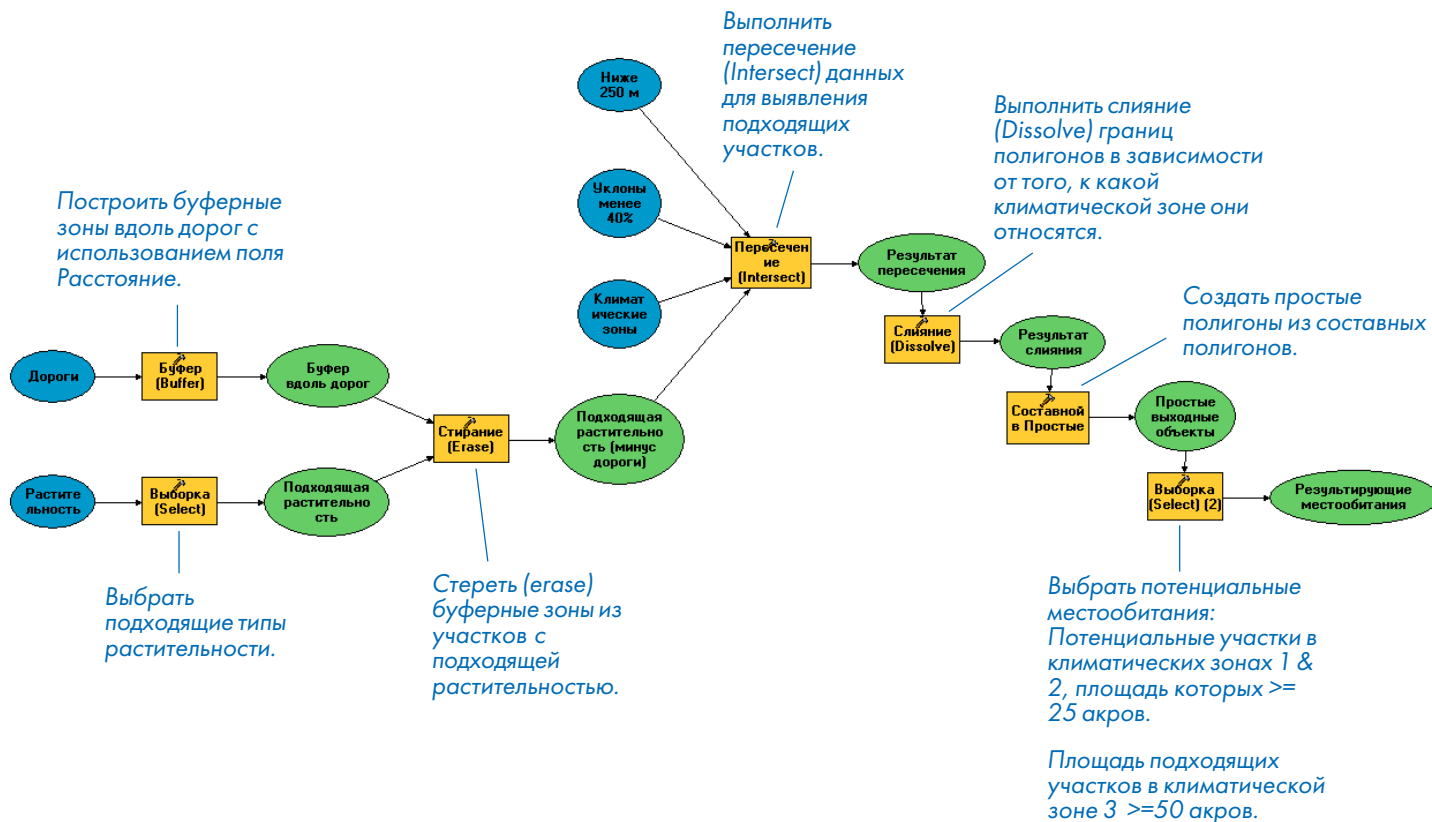 Выполнить
пересечение
(Intersect) данных
для выявления
подходящих
участков.
Ниже
250 м
Выполнить слияние
(Dissolve) границ
полигонов в зависимости
от того, к какой
климатической зоне они
относятся.
Построить буферные
зоны вдоль дорог с
использованием поля
Расстояние.
Уклоны
менее
40%
Пересечен
ие
(Intersect)
Результат
пересечения
Климат
ические
зоны
Создать простые
полигоны из составных
полигонов.
Слияние
(Dissolve)
Результат
слияния
Дороги
Буфер
(Buffer)
Буфер
вдоль дорог
Составной
в Простые
Простые
выходные
объекты
Стирание
(Erase)
Подходящая
растительно
сть (минус
дороги)
Растите
льность
Выборка
(Select)
Подходящая
растительно
сть
Выборка
(Select) (2)
Результирующие
местообитания
Выбрать
подходящие типы
растительности.
Стереть (erase)
буферные зоны из
участков с
подходящей
растительностью.
Выбрать потенциальные
местообитания:
Потенциальные участки в
климатических зонах 1 &
2, площадь которых >=
25 акров.
Площадь подходящих
участков в климатической
зоне 3 >=50 акров.